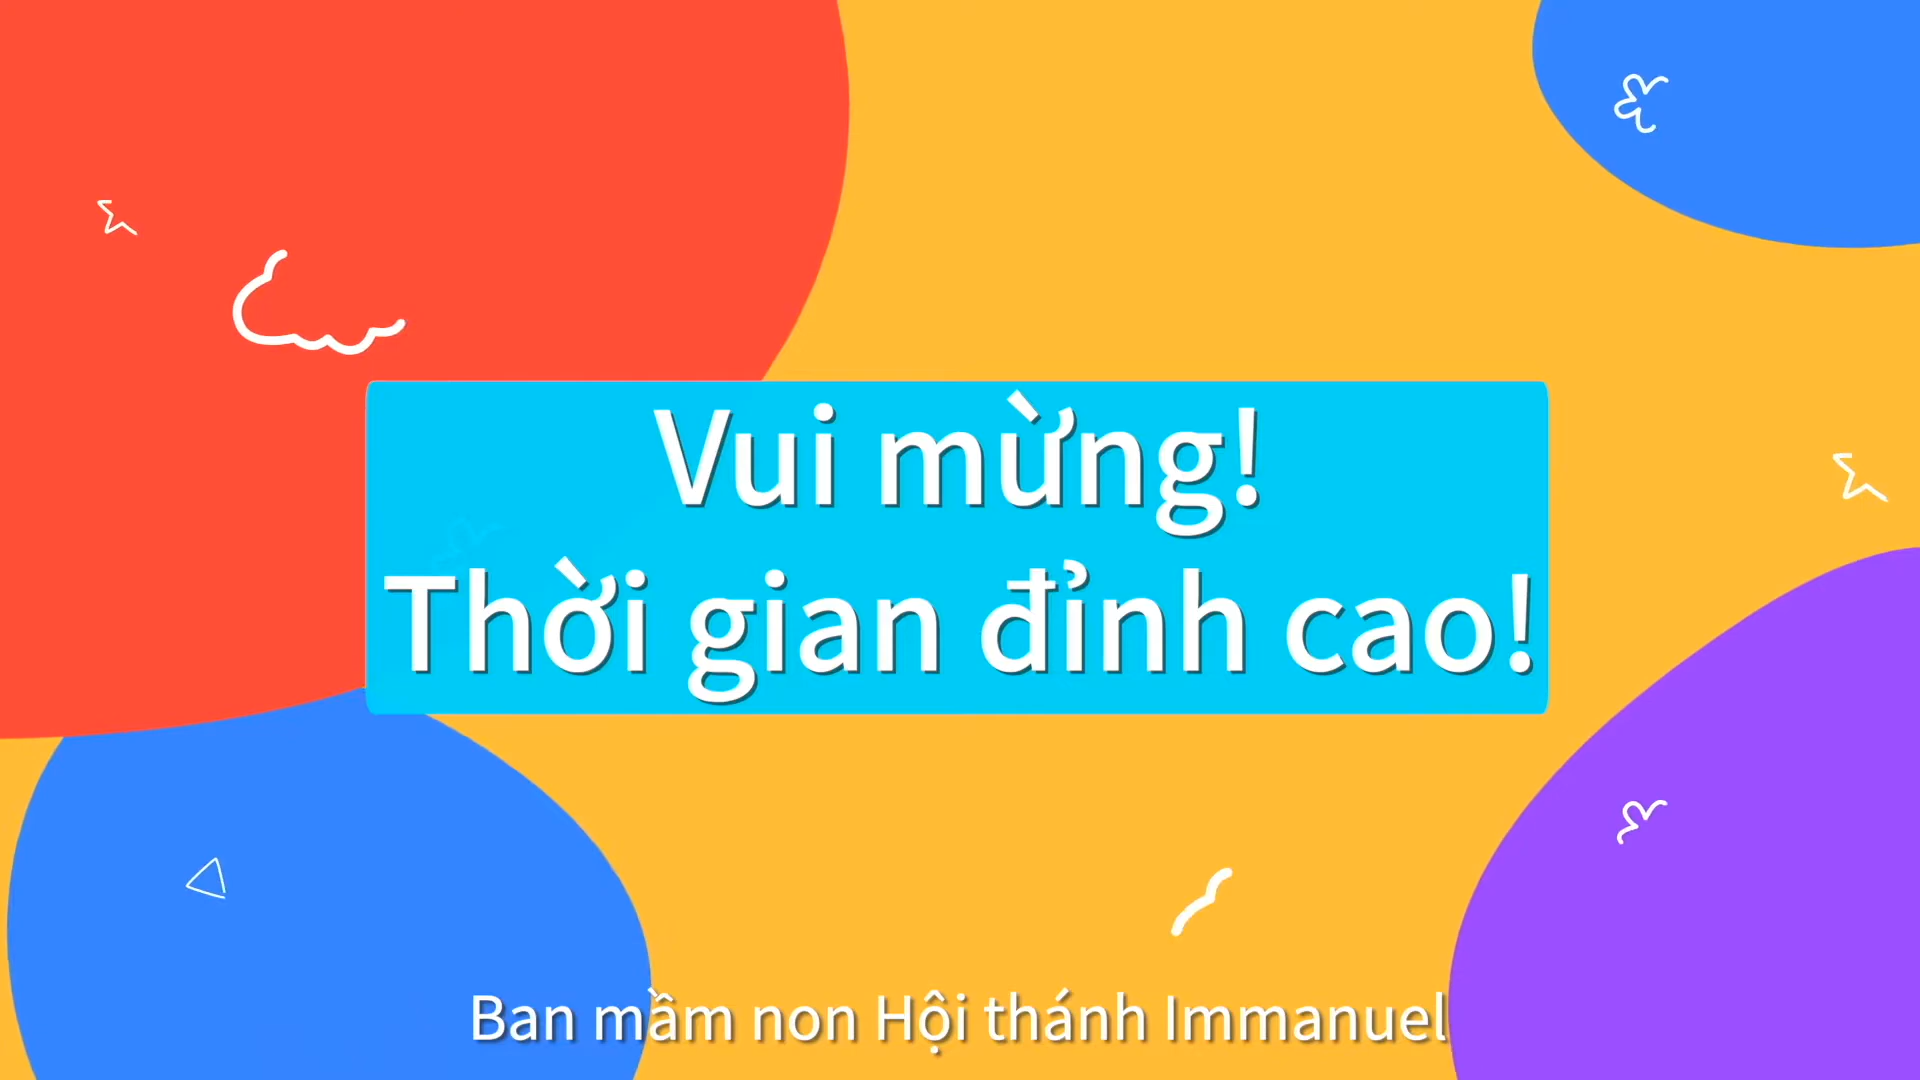 Vui mừng!
Thời gian đỉnh cao!
Ban mầm non Hội thánh Immanuel